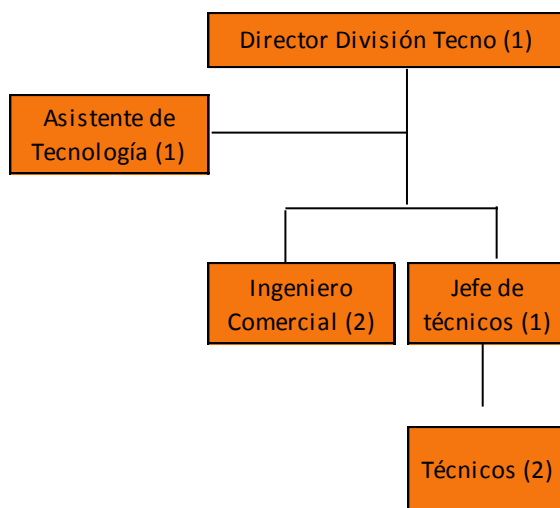 Director División Tecno (1)
Asistente de
Tecnología (1)
Ingeniero
Comercial (2)
Jefe de
técnicos (1)
Técnicos (2)